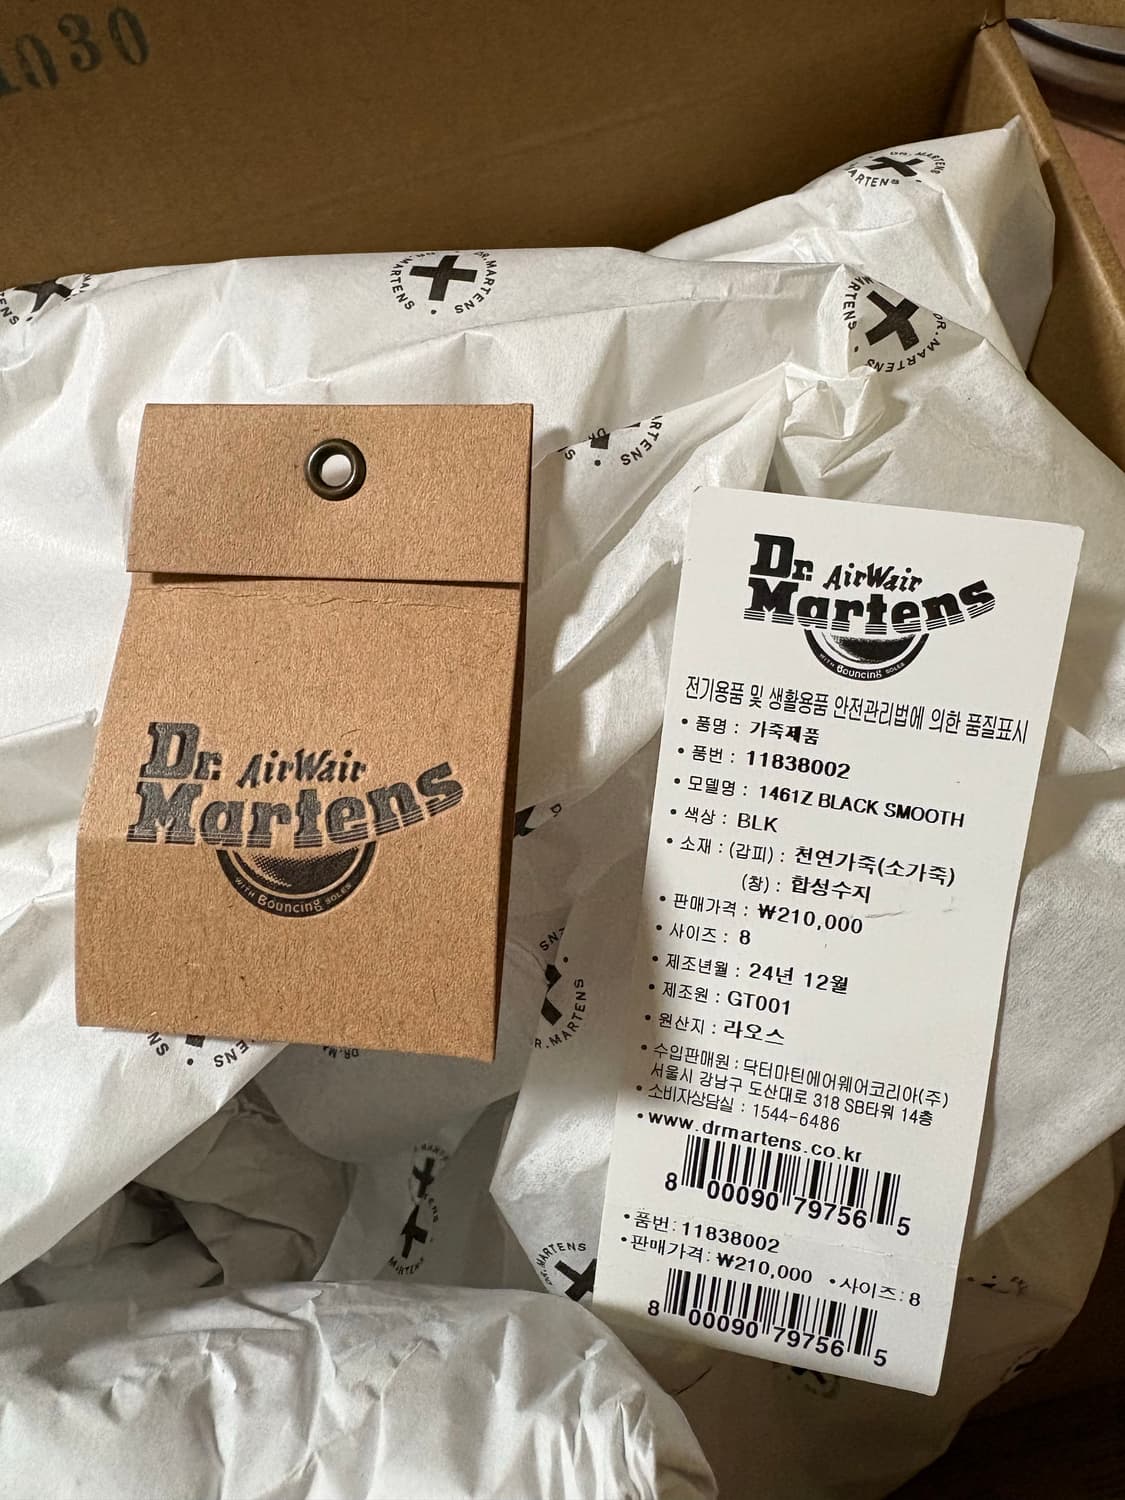 1030
DR. MARTENS
DR. MARTENS
DR. MARTENS
Dr.
AirWair
Martens
WITH Bouncing SOLES
Dr.
AirWair
Martens
WITH Bouncing SOLES
전기용품 및 생활용품 안전관리법에 의한 품질표시
• 품명 : 가죽제품
• 품번 : 11838002
• 모델명 : 1461Z BLACK SMOOTH
• 색상 : BLK
• 소재 : (갑피) : 천연가죽(소가죽)
(창) : 합성수지
• 판매가격 : ₩210,000
• 사이즈 : 8
• 제조년월 : 24년 12월
• 제조원 : GT001
• 원산지 : 라오스
• 수입판매원 : 닥터마틴에어웨어코리아(주)
서울시 강남구 도산대로 318 SB타워 14층
• 소비자상담실 : 1544-6486
• www.drmartens.co.kr
8 00090 79756 5
• 품번: 11838002
• 판매가격: ₩210,000 • 사이즈: 8
8 00090 79756 5